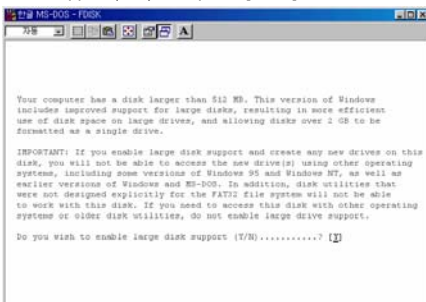 한글 MS-DOS - FDISK
자동
A
Your computer has a disk larger than 512 MB. This version of Windows
includes improved support for large disks, resulting in more efficient
use of disk space on large drives, and allowing disks over 2 GB to be
formatted as a single drive.
IMPORTANT: If you enable large disk support and create any new drives on this
disk, you will not be able to access the new drive(s) using other operating
systems, including some versions of Windows 95 and Windows NT, as well as
earlier versions of Windows and MS-DOS. In addition, disk utilities that
were not designed explicitly for the FAT32 file system will not be able
to work with this disk. If you need to access this disk with other operating
systems or older disk utilities, do not enable large drive support.
Do you wish to enable large disk support (Y/N)...........? [Y]